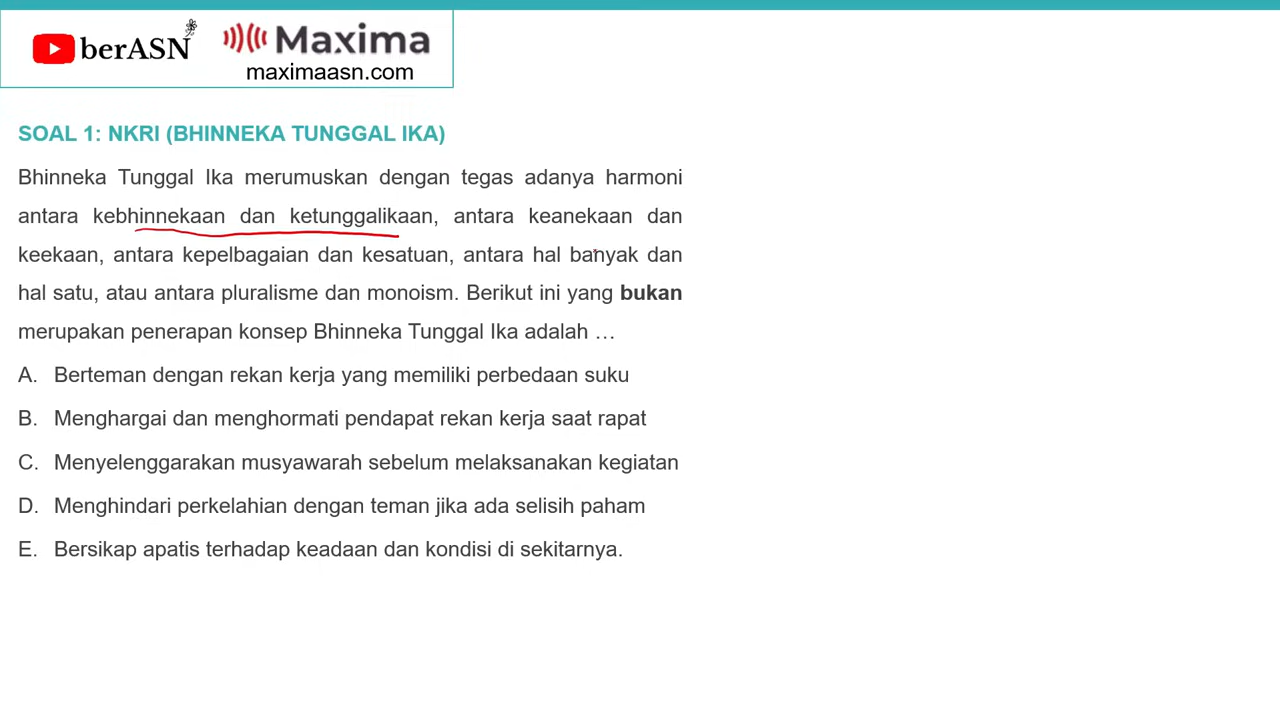 berASN
Maxima
maximaasn.com
SOAL 1: NKRI (BHINNEKA TUNGGAL IKA)
Bhinneka Tunggal Ika merumuskan dengan tegas adanya harmoni
antara kebhinnekaan dan ketunggalikaan, antara keanekaan dan
keekaan, antara kepelbagaian dan kesatuan, antara hal banyak dan
hal satu, atau antara pluralisme dan monoism. Berikut ini yang bukan
merupakan penerapan konsep Bhinneka Tunggal Ika adalah …
A. Berteman dengan rekan kerja yang memiliki perbedaan suku
B. Menghargai dan menghormati pendapat rekan kerja saat rapat
C. Menyelenggarakan musyawarah sebelum melaksanakan kegiatan
D. Menghindari perkelahian dengan teman jika ada selisih paham
E. Bersikap apatis terhadap keadaan dan kondisi di sekitarnya.